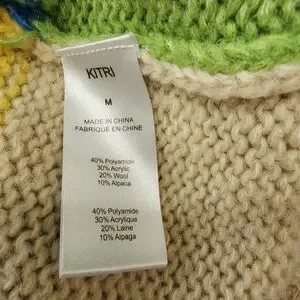 KITRI
M
MADE IN CHINA
FABRIQUE EN CHINE
40% Polyamide
30% Acrylic
20% Wool
10% Alpaca
40% Polyamide
30% Acrylique
20% Laine
10% Alpaga